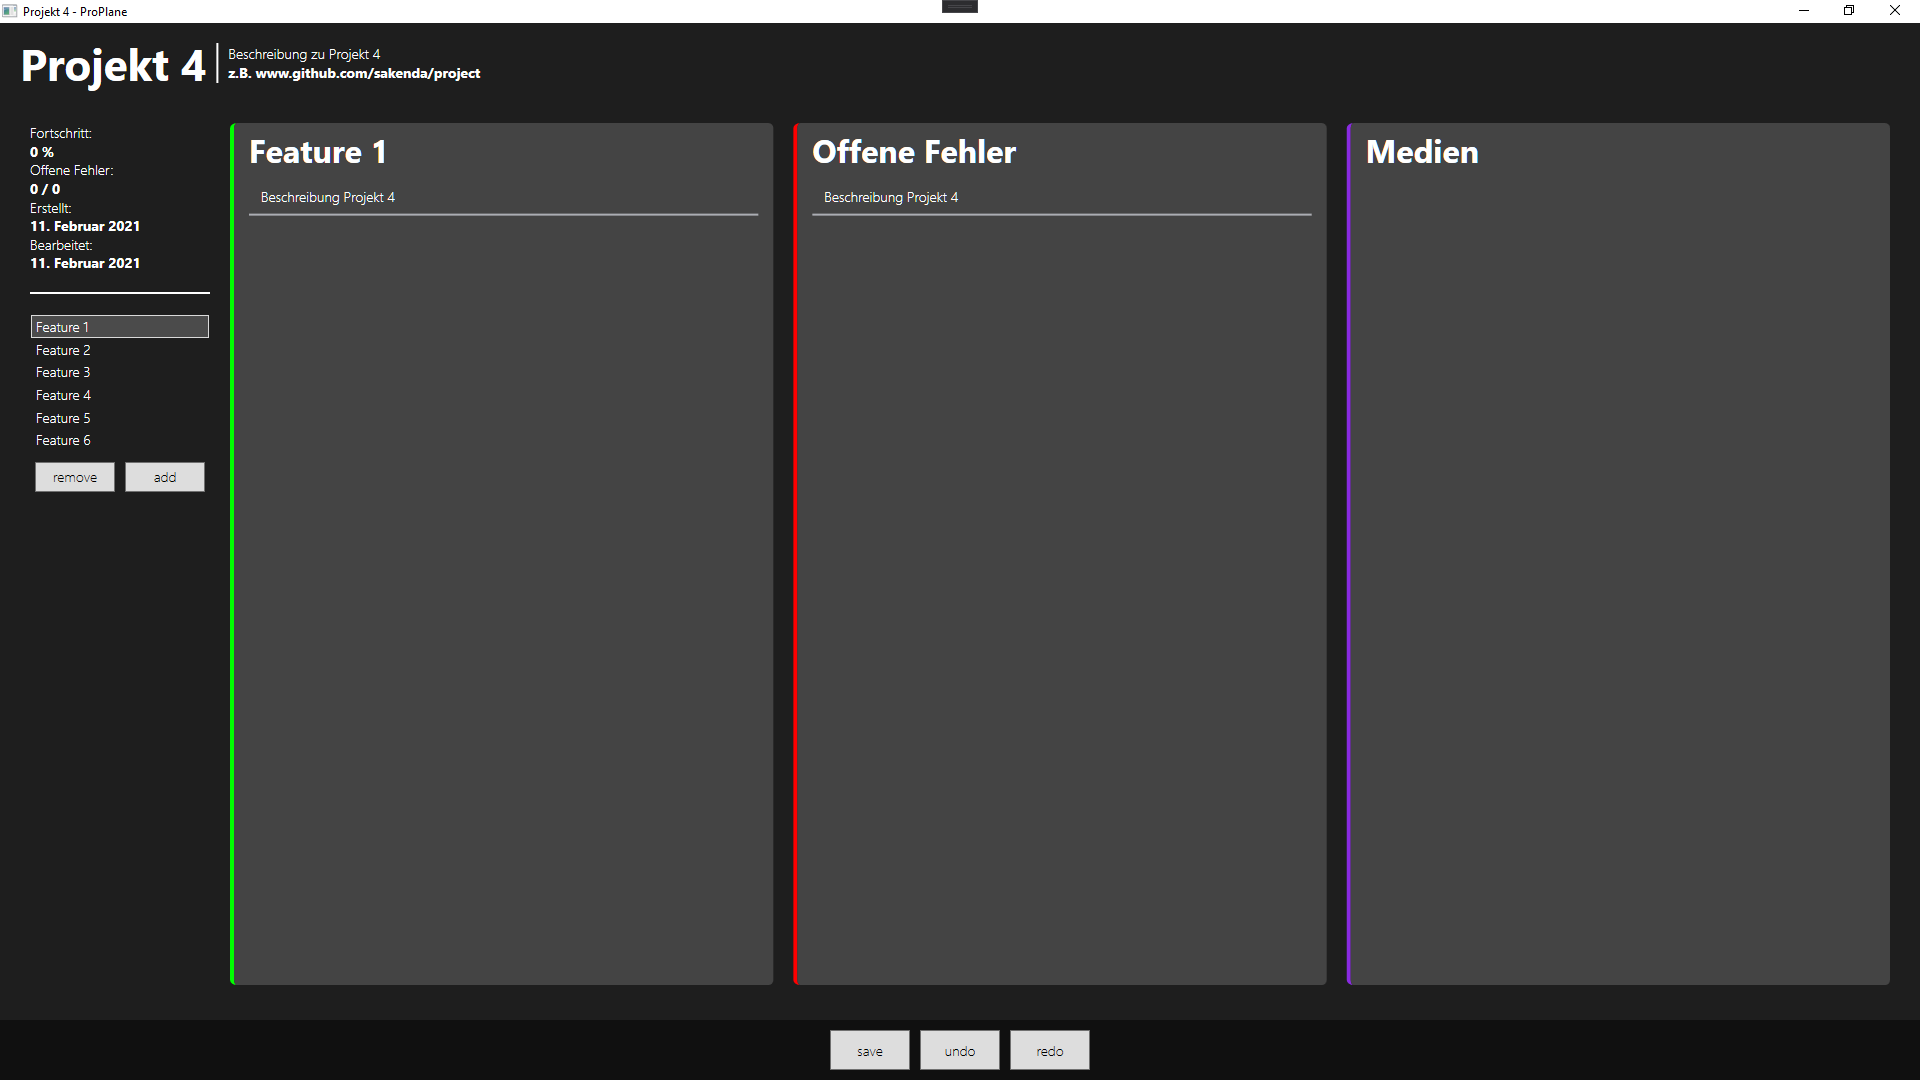 Projekt 4 - ProPlane
Projekt 4
Beschreibung zu Projekt 4
z.B. www.github.com/sakenda/project
Fortschritt:
0 %
Offene Fehler:
0 / 0
Erstellt:
11. Februar 2021
Bearbeitet:
11. Februar 2021
Feature 1
Feature 2
Feature 3
Feature 4
Feature 5
Feature 6
remove
add
Feature 1
Beschreibung Projekt 4
Offene Fehler
Beschreibung Projekt 4
Medien
save
undo
redo